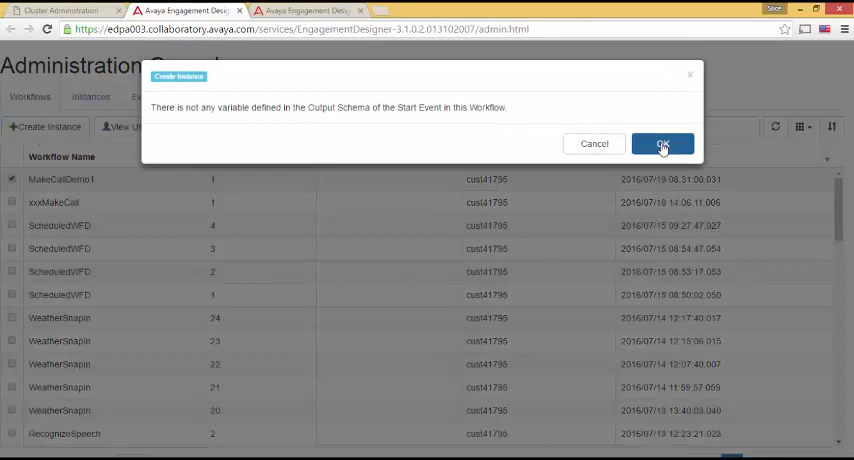 Slice
Cluster Administration
Avaya Engagement Desig
Avaya Engagement Desig
https://edpa003.collaboratory.avaya.com/services/EngagementDesigner-3.1.0.2.013102007/admin.html
Administration
Create Instance
There is not any variable defined in the Output Schema of the Start Event in this Workflow.
Cancel OK
Workflows Instances
Create Instance View
Workflow Name
MakeCallDemo1 1 cust41795 2016/07/19 08:31:00.031
xxxMakeCall 1 cust41795 2016/07/18 14:06:11.006
ScheduledWFD 4 cust41795 2016/07/15 09:27:47.027
ScheduledWFD 3 cust41795 2016/07/15 08:54:47.054
ScheduledWFD 2 cust41795 2016/07/15 08:53:17.053
ScheduledWFD 1 cust41795 2016/07/15 08:50:02.050
WeatherSnapIn 24 cust41795 2016/07/14 12:17:40.017
WeatherSnapIn 23 cust41795 2016/07/14 12:15:06.015
WeatherSnapIn 22 cust41795 2016/07/14 12:07:40.007
WeatherSnapIn 21 cust41795 2016/07/14 11:59:57.059
WeatherSnapIn 20 cust41795 2016/07/13 13:40:03.040
RecognizeSpeech 2 cust41795 2016/07/13 12:23:21.023